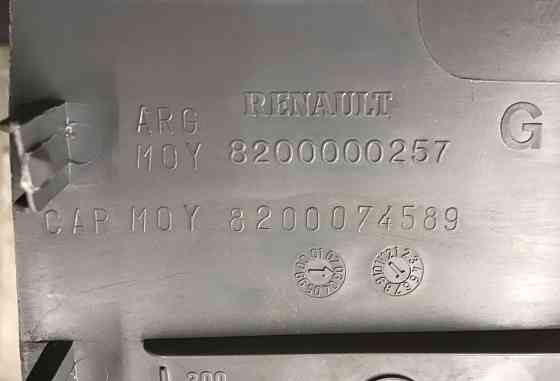 RENAULT
ARG
MOY 8200000257
G
CAP MOY 8200074589